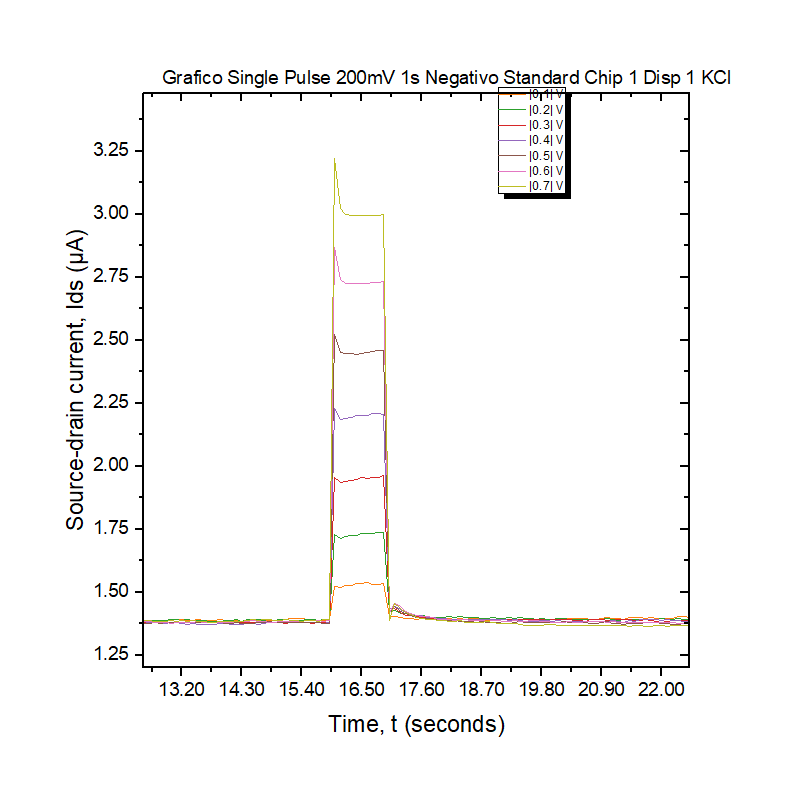 Grafico Single Pulse 200mV 1s Negativo Standard Chip 1 Disp 1 KCl
|0.1| V
|0.2| V
|0.3| V
|0.4| V
|0.5| V
|0.6| V
|0.7| V
3.25
3.00
2.75
2.50
2.25
2.00
1.75
1.50
1.25
Source-drain current, Ids (µA)
13.20 14.30 15.40 16.50 17.60 18.70 19.80 20.90 22.00
Time, t (seconds)